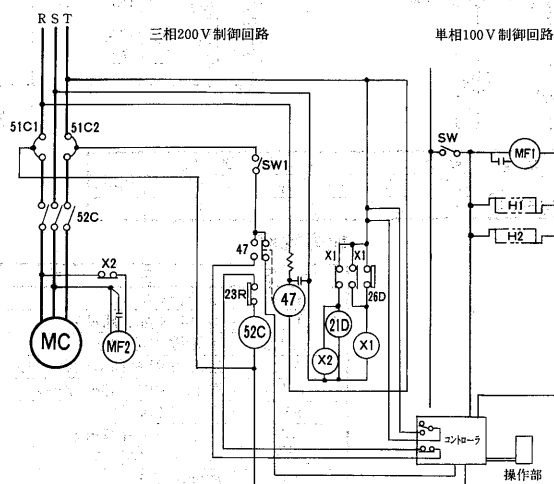 三相200V制御回路
単相100V制御回路
R S T
51C1
51C2
SW1
SW
MF1
H1
H2
52C
X2
47
23R
47
X1
X1
26D
21D
X2
X1
52C
MC
MF2
コントローラ
操作部